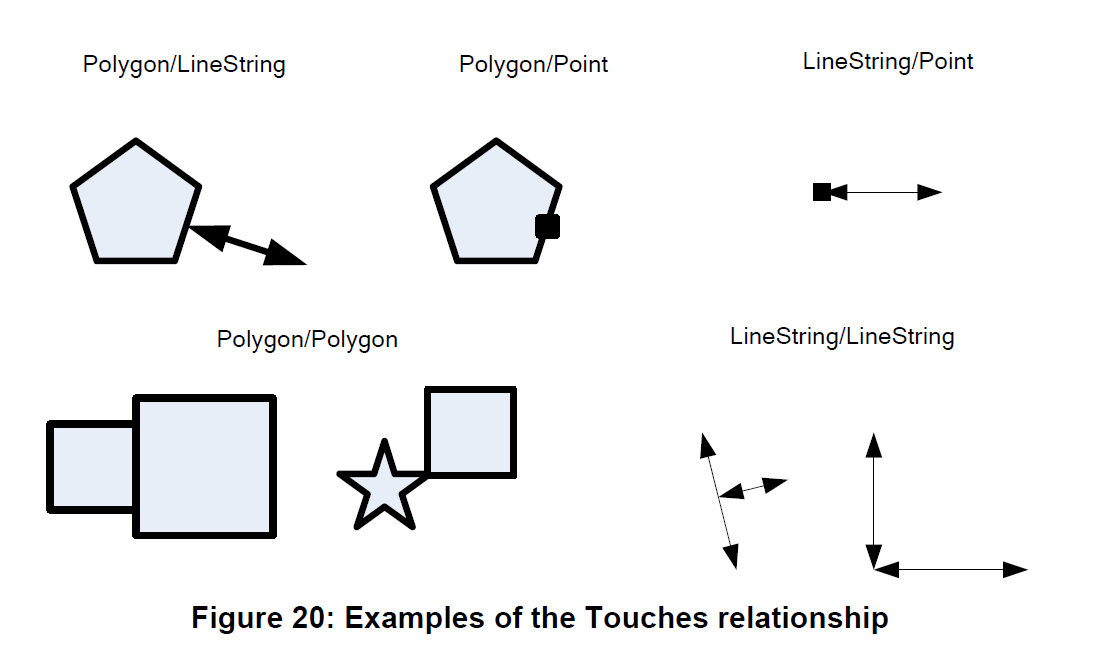 Polygon/LineString
Polygon/Point
LineString/Point
Polygon/Polygon
LineString/LineString
Figure 20: Examples of the Touches relationship